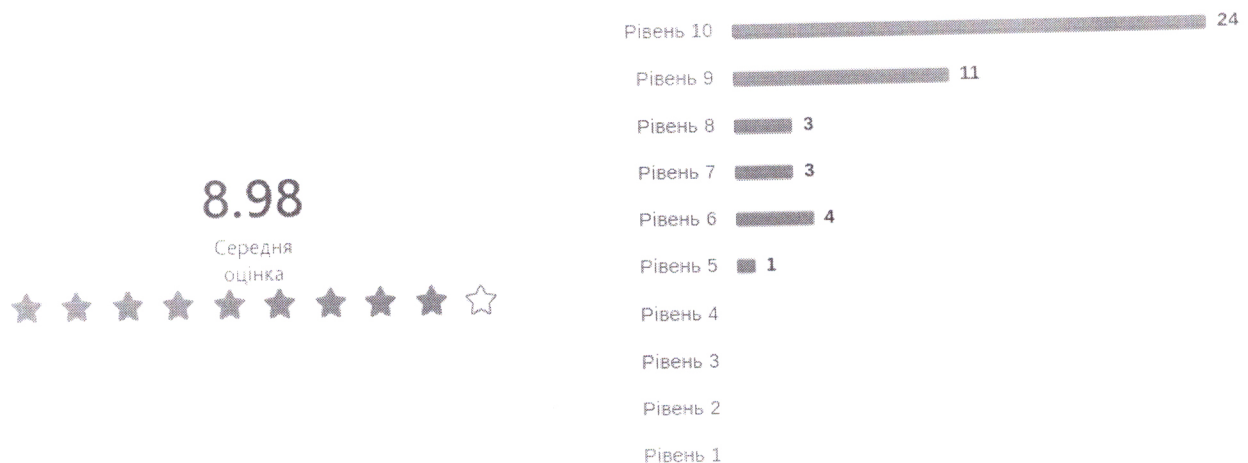 8.98
Середня
оцінка
Рівень 10 24
Рівень 9 11
Рівень 8 3
Рівень 7 3
Рівень 6 4
Рівень 5 1
Рівень 4
Рівень 3
Рівень 2
Рівень 1